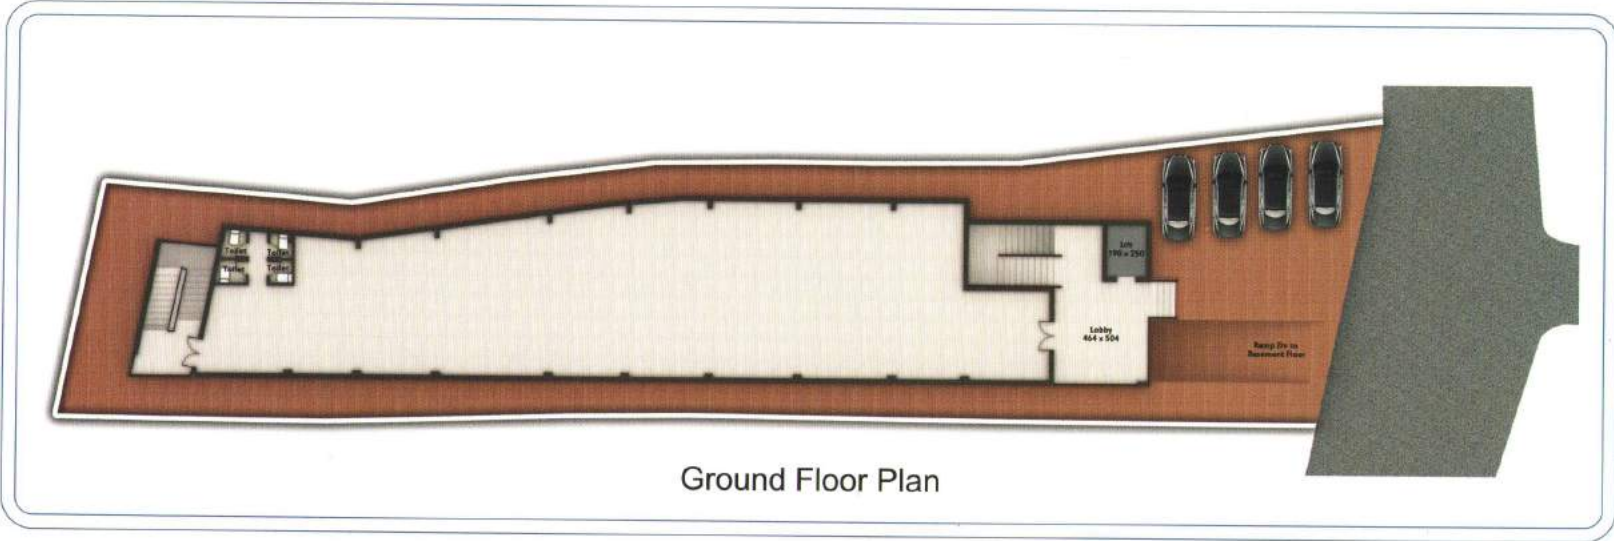 Toilet
Toilet
Toilet
Toilet
Lift
190 x 250
Lobby
464 x 504
Ramp Dn to
Basement Floor
Ground Floor Plan